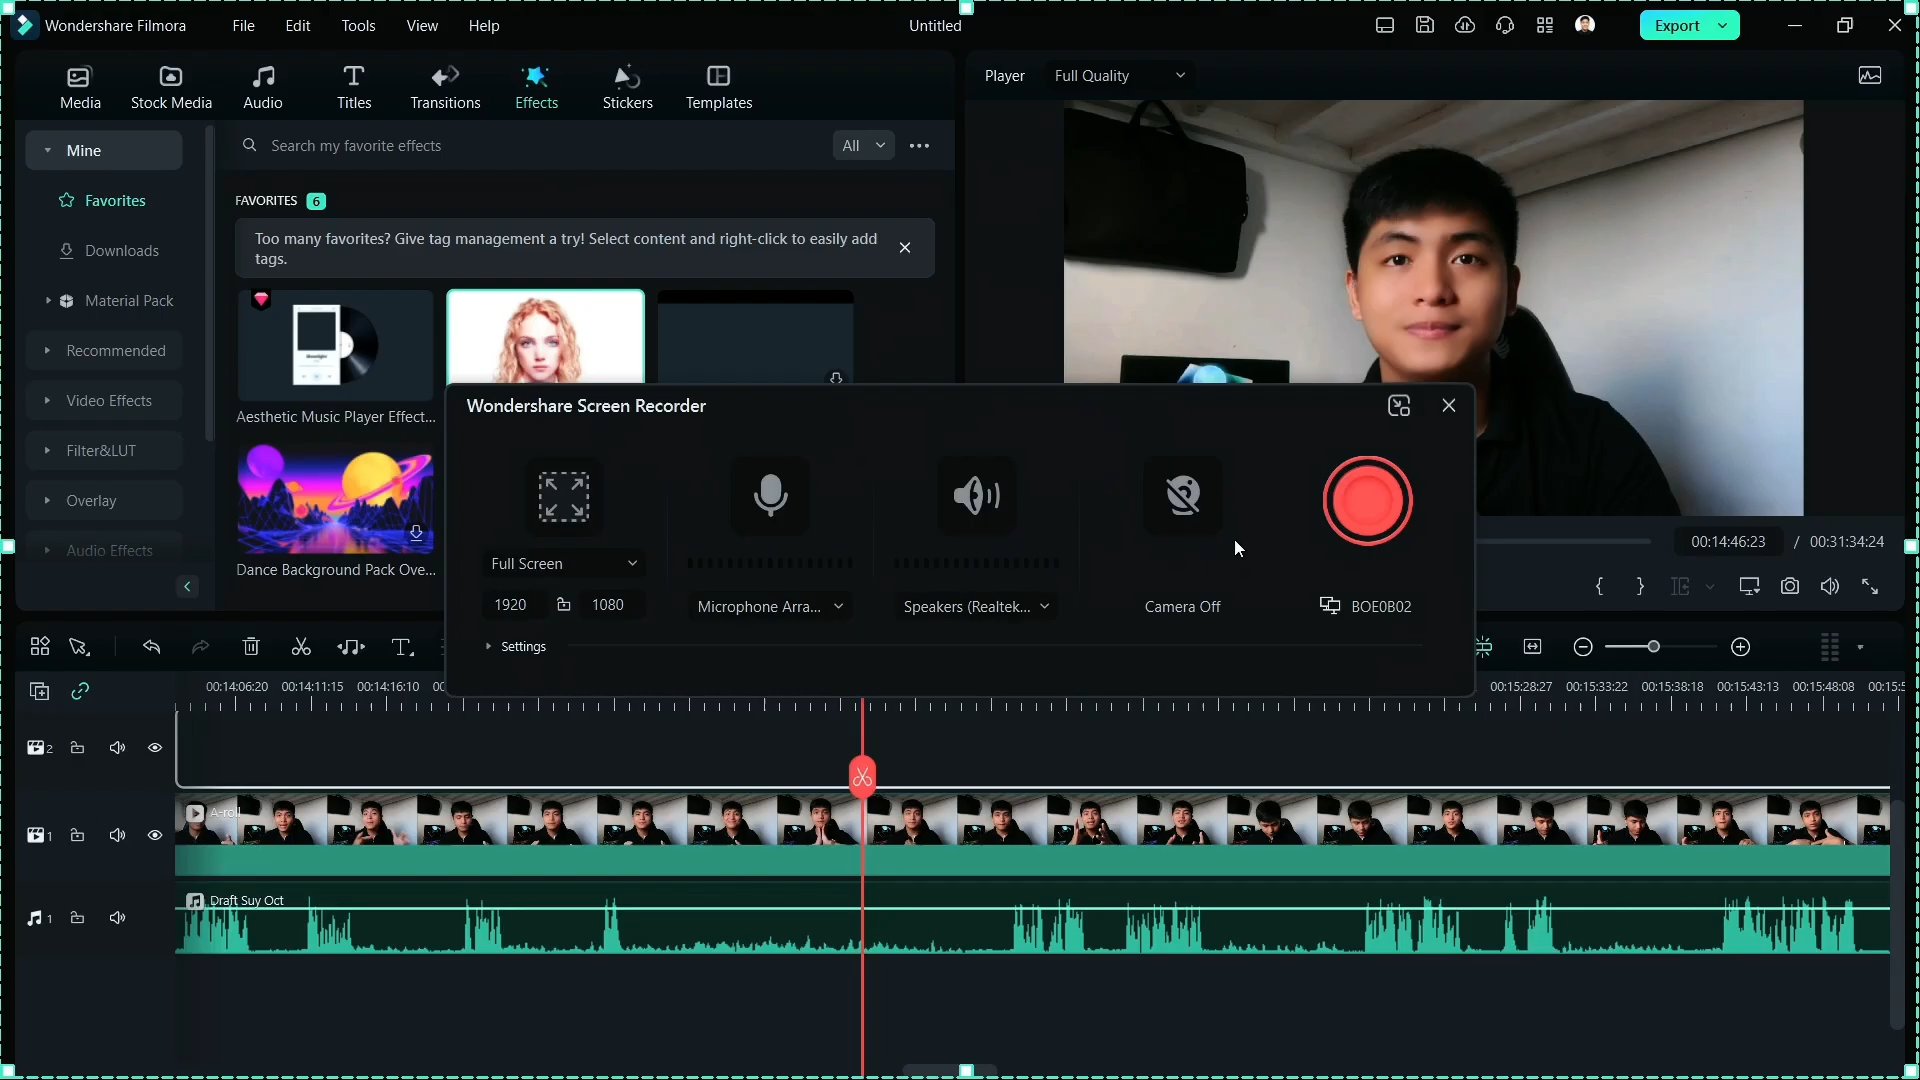 Wondershare Filmora
File
Edit
Tools
View
Help
Untitled
Export
Media
Stock Media
Audio
Titles
Transitions
Effects
Stickers
Templates
Player
Full Quality
Mine
Search my favorite effects
All
Favorites
FAVORITES 6
Downloads
Too many favorites? Give tag management a try! Select content and right-click to easily add
tags.
Material Pack
Recommended
Video Effects
Filter&LUT
Overlay
Audio Effects
Aesthetic Music Player Effect...
Dance Background Pack Ove...
Wondershare Screen Recorder
Full Screen
1920
1080
Microphone Arra...
Speakers (Realtek...
Camera Off
BOE0B02
Settings
00:14:46:23 / 00:31:34:24
00:14:06:20
00:14:11:15
00:14:16:10
00:15:28:27
00:15:33:22
00:15:38:18
00:15:43:13
00:15:48:08
00:15:5
2
A-roll
1
Draft Suy Oct
1